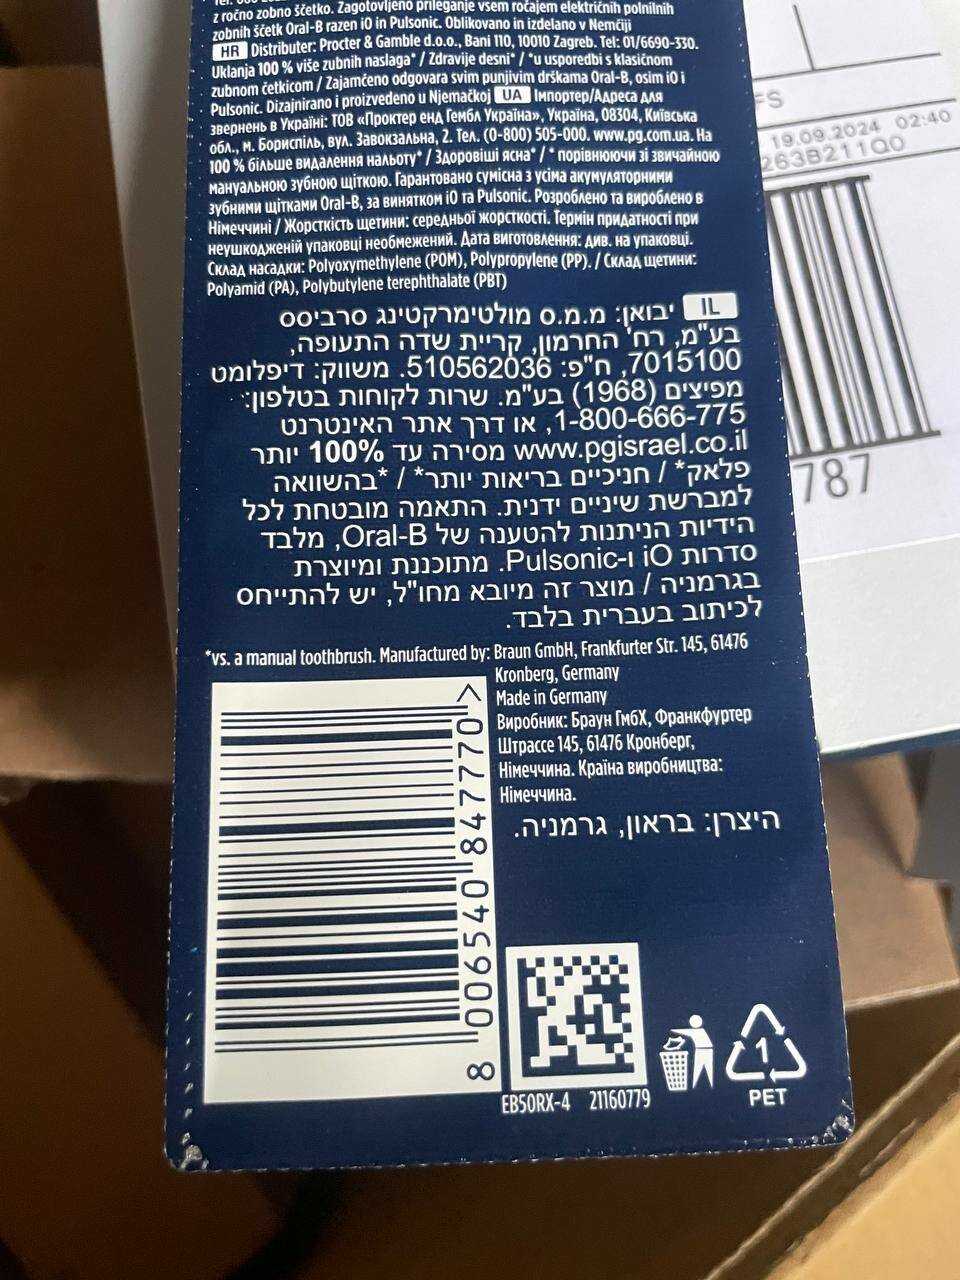 z ročno zobno ščetko. Zagotovljeno prileganje vsem ročajem električnih polnilnih
zobnih ščetk Oral-B razen iO in Pulsonic. Oblikovano in izdelano v Nemčiji
HR Distributer: Procter & Gamble d.o.o., Bani 110, 10010 Zagreb. Tel: 01/6690-330.
Uklanja 100 % više zubnih naslaga* / Zdravije desni* / *u usporedbi s klasičnom
zubnom četkicom / Zajamčeno odgovara svim punjivim drškama Oral-B, osim iO i
Pulsonic. Dizajnirano i proizvedeno u Njemačkoj UA Імпортер/Адреса для
звернень в Україні: ТОВ «Проктер енд Гембл Україна», Україна, 08304, Київська
обл., м. Бориспіль, вул. Завокзальна, 2. Тел. (0-800) 505-000. www.pg.com.ua. На
100 % більше видалення нальоту* / Здоровіші ясна* / * порівнюючи зі звичайною
мануальною зубною щіткою. Гарантовано сумісна з усіма акумуляторними
зубними щітками Oral-B, за винятком iO та Pulsonic. Розроблено та вироблено в
Німеччині / Жорсткість щетини: середньої жорсткості. Термін придатності при
неушкодженій упаковці необмежений. Дата виготовлення: див. на упаковці.
Склад насадки: Polyoxymethylene (POM), Polypropylene (PP). / Склад щетини:
Polyamid (PA), Polybutylene terephthalate (PBT)
IL יבואן: מ.מ.מ מולטימרקטינג סרביסס
בע"מ, רח' החרמון, קריית שדה התעופה,
7015100, ח"פ: 510562036. משווק: דיפלומט
מפיצים (1968) בע"מ. שרות לקוחות בטלפון:
1-800-666-775, או דרך אתר האינטרנט
www.pgisrael.co.il מסירה עד 100% יותר
פלאק* / חניכיים בריאות יותר* / *בהשוואה
למברשת שיניים ידנית. התאמה מובטחת לכל
הידיות הניתנות להטענה של Oral-B, מלבד
סדרות iO ו-Pulsonic. מתוכננת ומיוצרת
בגרמניה / מוצר זה מיובא מחו"ל, יש להתייחס
לכיתוב בעברית בלבד.
*vs. a manual toothbrush. Manufactured by: Braun GmbH, Frankfurter Str. 145, 61476
Kronberg, Germany
Made in Germany
Виробник: Браун ГмбХ, Франкфуртер
Штрассе 145, 61476 Кронберг,
Німеччина. Країна виробництва:
Німеччина.
היצרן: בראון, גרמניה.
8 006540 847770 >
EB50RX-4 21160779
1
PET
FS
19.09.2024 02:40
263B211Q0
787